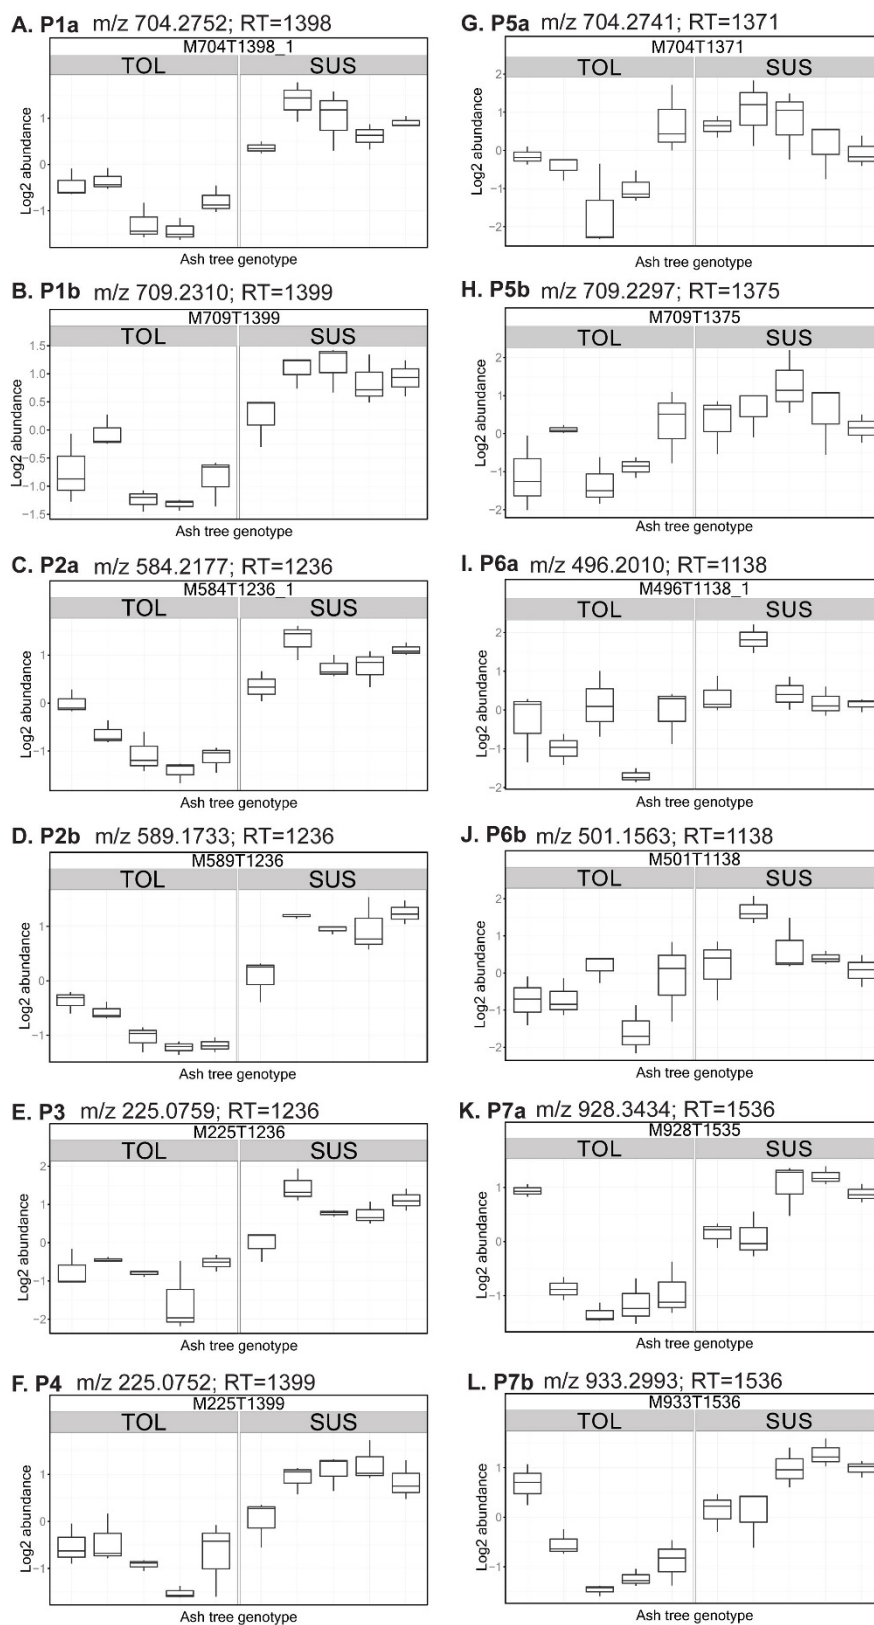 A. P1a m/z 704.2752; RT=1398
M704T1398_1
TOL SUS
Log2 abundance
1
0
−1
Ash tree genotype
B. P1b m/z 709.2310; RT=1399
M709T1399
TOL SUS
Log2 abundance
1.5
1.0
0.5
0.0
−0.5
−1.0
−1.5
Ash tree genotype
C. P2a m/z 584.2177; RT=1236
M584T1236_1
TOL SUS
Log2 abundance
1
0
−1
Ash tree genotype
D. P2b m/z 589.1733; RT=1236
M589T1236
TOL SUS
Log2 abundance
1
0
−1
Ash tree genotype
E. P3 m/z 225.0759; RT=1236
M225T1236
TOL SUS
Log2 abundance
2
1
0
−1
−2
Ash tree genotype
F. P4 m/z 225.0752; RT=1399
M225T1399
TOL SUS
Log2 abundance
1
0
−1
Ash tree genotype
G. P5a m/z 704.2741; RT=1371
M704T1371
TOL SUS
Log2 abundance
2
1
0
−1
−2
Ash tree genotype
H. P5b m/z 709.2297; RT=1375
M709T1375
TOL SUS
Log2 abundance
2
1
0
−1
−2
Ash tree genotype
I. P6a m/z 496.2010; RT=1138
M496T1138_1
TOL SUS
Log2 abundance
2
1
0
−1
−2
Ash tree genotype
J. P6b m/z 501.1563; RT=1138
M501T1138
TOL SUS
Log2 abundance
2
1
0
−1
−2
Ash tree genotype
K. P7a m/z 928.3434; RT=1536
M928T1535
TOL SUS
Log2 abundance
1
0
−1
Ash tree genotype
L. P7b m/z 933.2993; RT=1536
M933T1536
TOL SUS
Log2 abundance
1
0
−1
Ash tree genotype